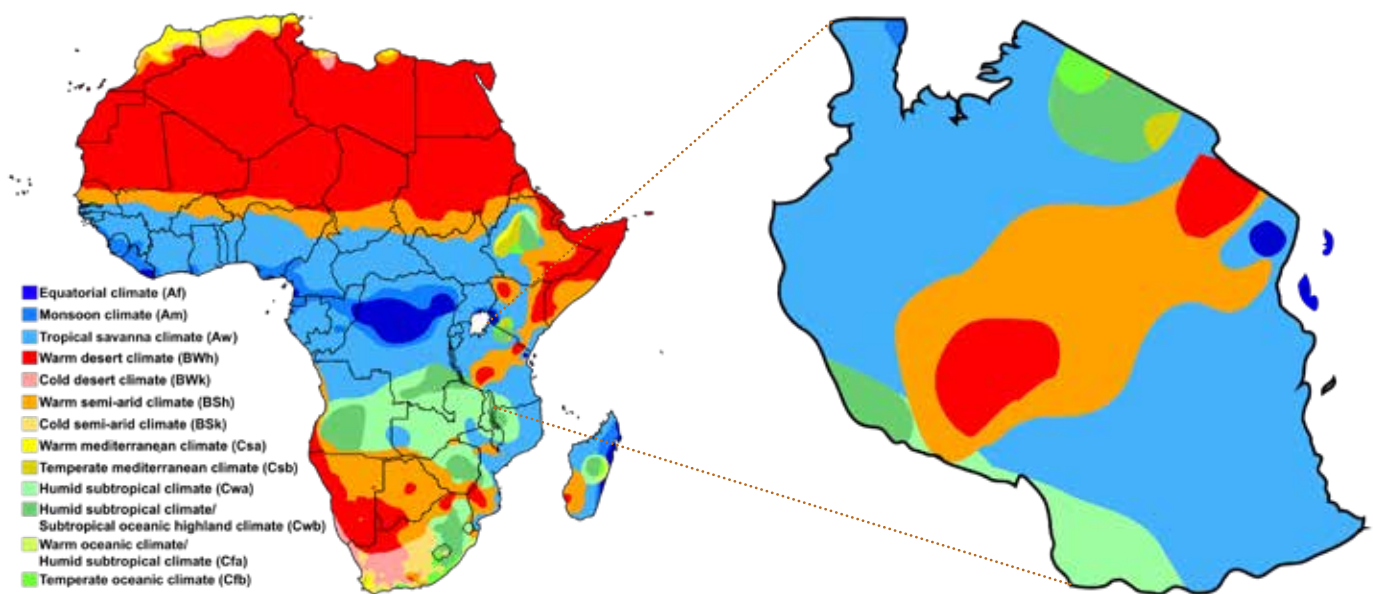 Equatorial climate (Af)
Monsoon climate (Am)
Tropical savanna climate (Aw)
Warm desert climate (BWh)
Cold desert climate (BWk)
Warm semi-arid climate (BSh)
Cold semi-arid climate (BSk)
Warm mediterranean climate (Csa)
Temperate mediterranean climate (Csb)
Humid subtropical climate (Cwa)
Humid subtropical climate/
Subtropical oceanic highland climate (Cwb)
Warm oceanic climate/
Humid subtropical climate (Cfa)
Temperate oceanic climate (Cfb)